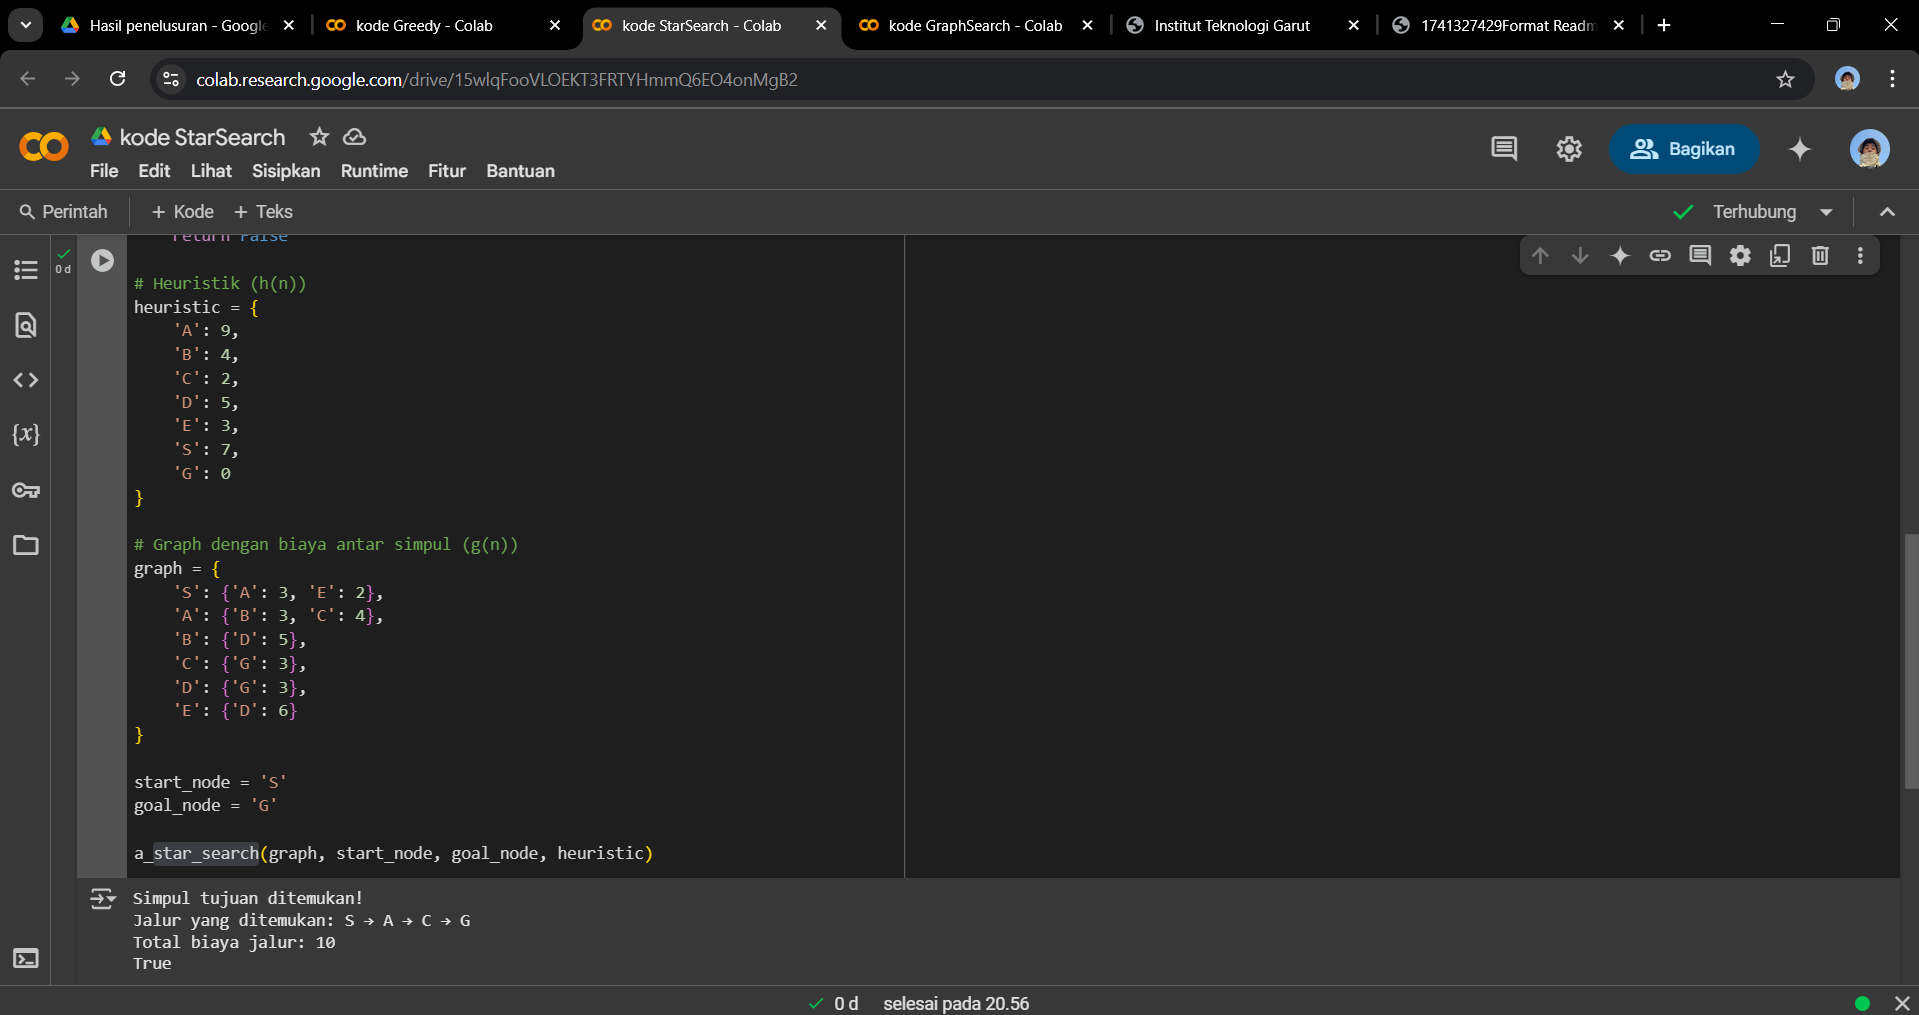 Hasil penelusuran - Google
kode Greedy - Colab
kode StarSearch - Colab
kode GraphSearch - Colab
Institut Teknologi Garut
1741327429Format Readm
colab.research.google.com/drive/15wlqFooVLOEKT3FRTYHmmQ6EO4onMgB2
CO
kode StarSearch
Bagikan
File Edit Lihat Sisipkan Runtime Fitur Bantuan
Perintah
+ Kode + Teks
Terhubung
return False
0 d
# Heuristik (h(n))
heuristic = {
'A': 9,
'B': 4,
'C': 2,
'D': 5,
'E': 3,
'S': 7,
'G': 0
}
# Graph dengan biaya antar simpul (g(n))
graph = {
'S': {'A': 3, 'E': 2},
'A': {'B': 3, 'C': 4},
'B': {'D': 5},
'C': {'G': 3},
'D': {'G': 3},
'E': {'D': 6}
}
start_node = 'S'
goal_node = 'G'
a_star_search(graph, start_node, goal_node, heuristic)
Simpul tujuan ditemukan!
Jalur yang ditemukan: S → A → C → G
Total biaya jalur: 10
True
0 d selesai pada 20.56